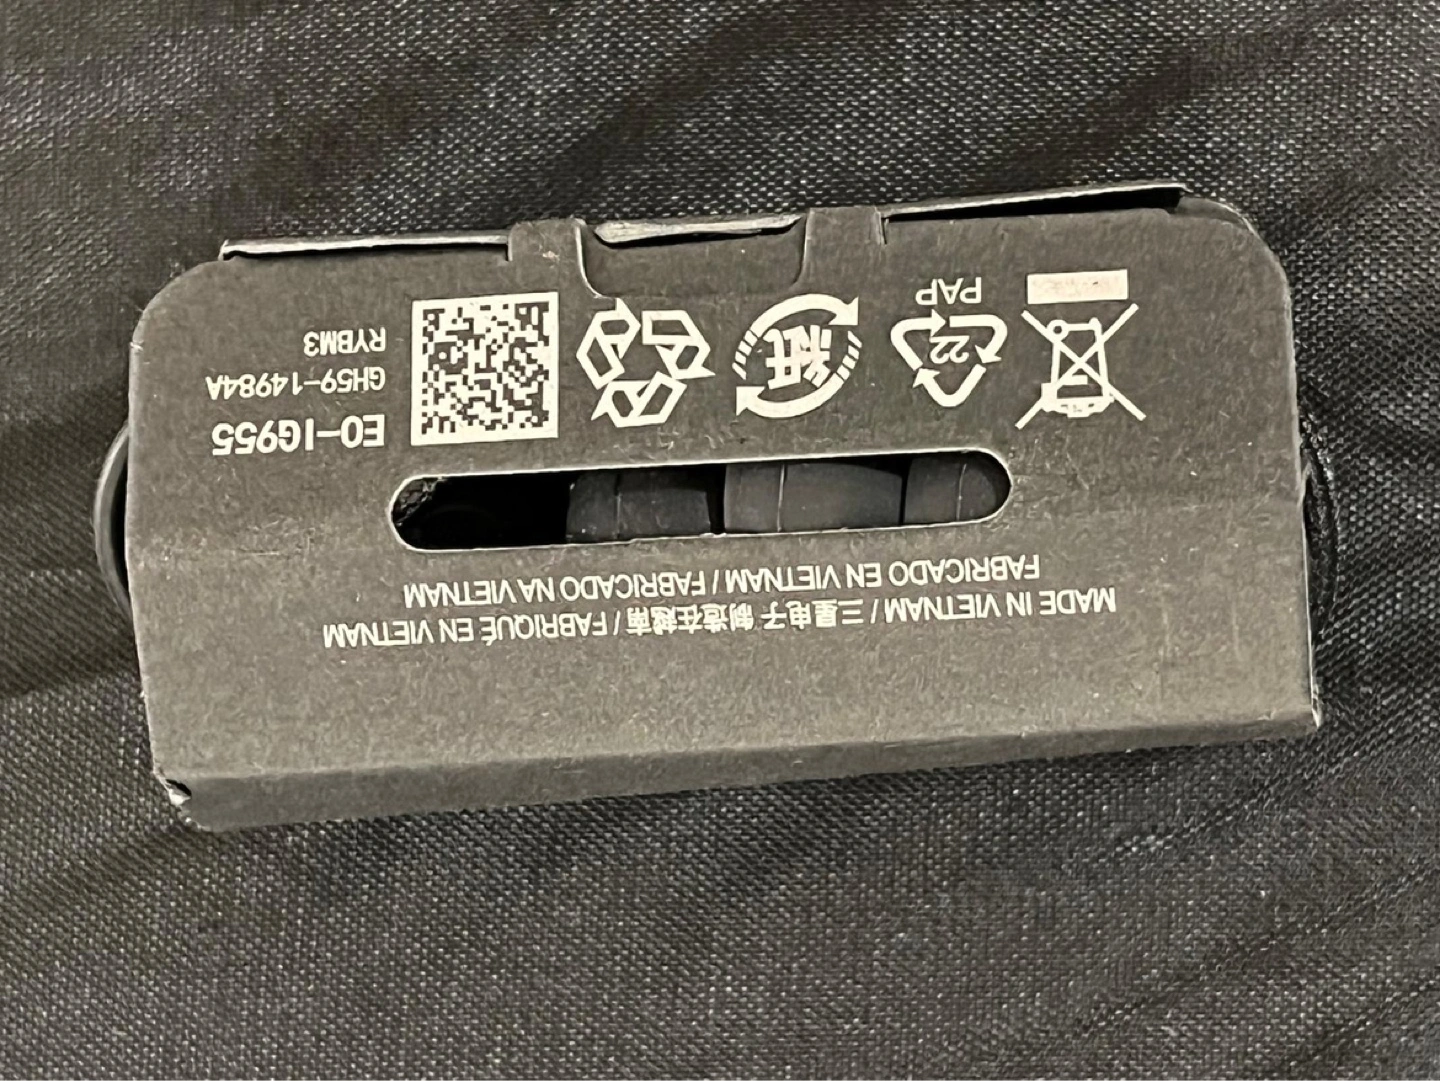 MADE IN VIETNAM / 三星电子 制造在越南 / FABRIQUÉ EN VIETNAM
FABRICADO EN VIETNAM / FABRICADO NA VIETNAM
EO-IG955
GH59-14984A
RYBM3
紙
22
PAP